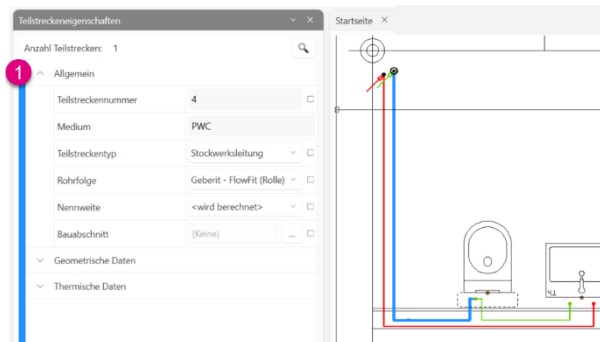 Teilstreckeneigenschaften
Startseite
Anzahl Teilstrecken: 1
1
Allgemein
Teilstreckennummer 4
Medium PWC
Teilstreckentyp Stockwerksleitung
Rohrfolge Geberit - FlowFit (Rolle)
Nennweite <wird berechnet>
Bauabschnitt (Keine) ...
Geometrische Daten
Thermische Daten